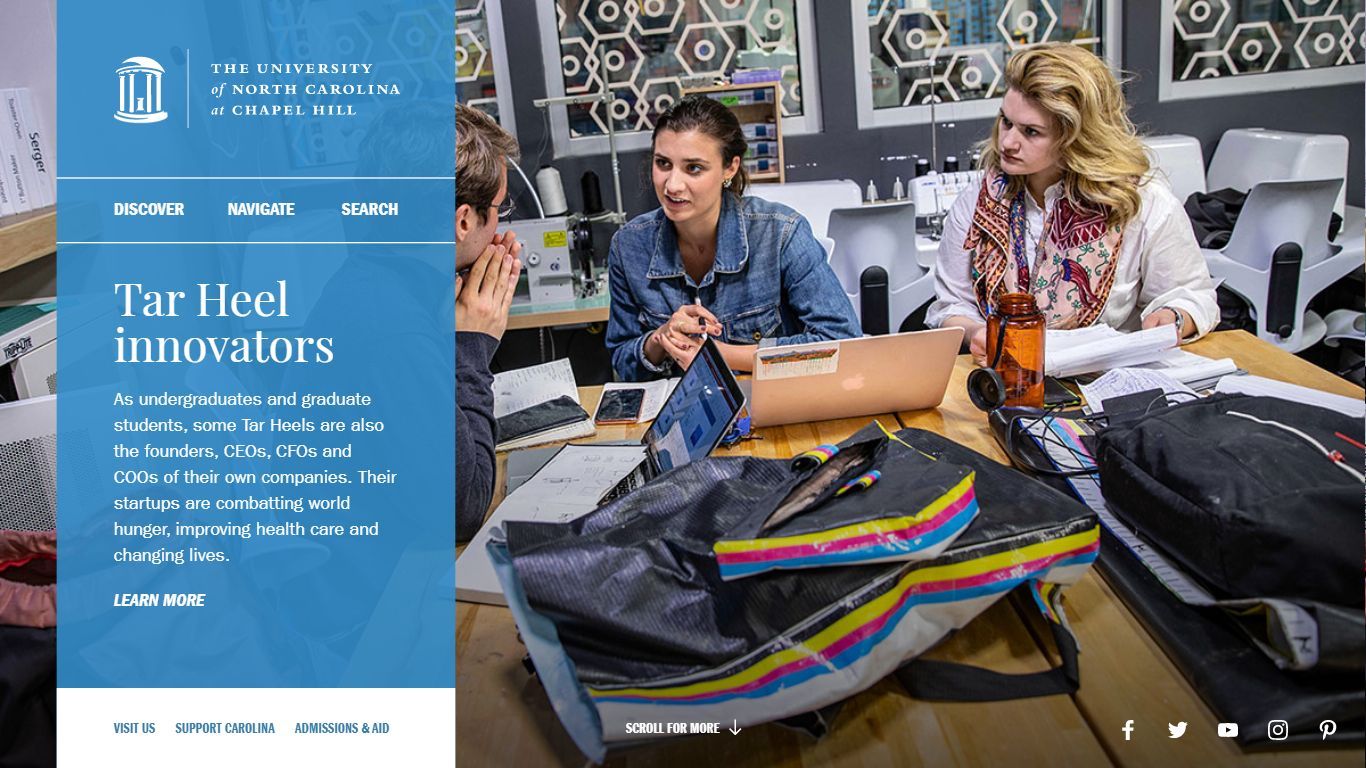 THE UNIVERSITY
of NORTH CAROLINA
at CHAPEL HILL
DISCOVER NAVIGATE SEARCH
Tar Heel
innovators
As undergraduates and graduate
students, some Tar Heels are also
the founders, CEOs, CFOs and
COOs of their own companies. Their
startups are combatting world
hunger, improving health care and
changing lives.
LEARN MORE
VISIT US SUPPORT CAROLINA ADMISSIONS & AID
SCROLL FOR MORE
Serger